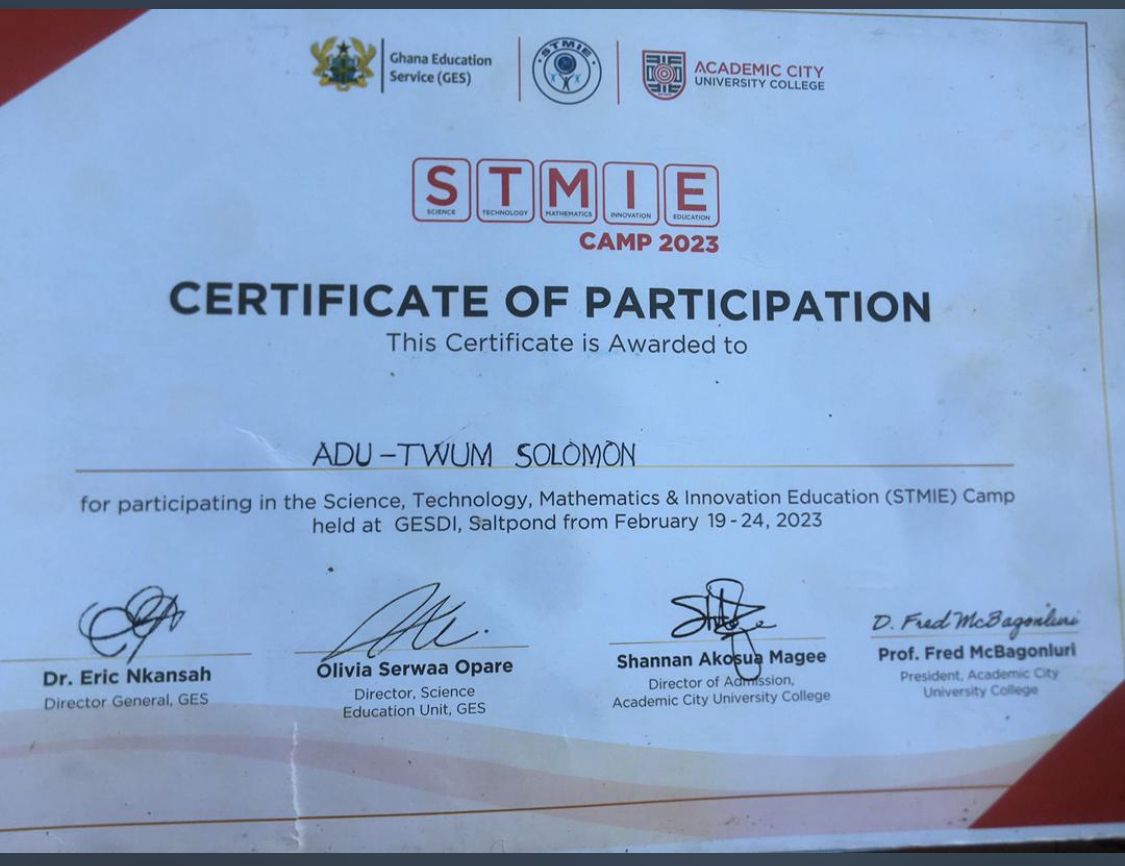 Ghana Education
Service (GES)
STMIE
ACADEMIC CITY
UNIVERSITY COLLEGE
S T M I E
SCIENCE TECHNOLOGY MATHEMATICS INNOVATION EDUCATION
CAMP 2023
CERTIFICATE OF PARTICIPATION
This Certificate is Awarded to
ADU-TWUM SOLOMON
for participating in the Science, Technology, Mathematics & Innovation Education (STMIE) Camp
held at GESDI, Saltpond from February 19-24, 2023
D. Fred McBagonluri
Dr. Eric Nkansah
Director General, GES
Olivia Serwaa Opare
Director, Science
Education Unit, GES
Shannan Akosua Magee
Director of Admission,
Academic City University College
Prof. Fred McBagonluri
President, Academic City
University College